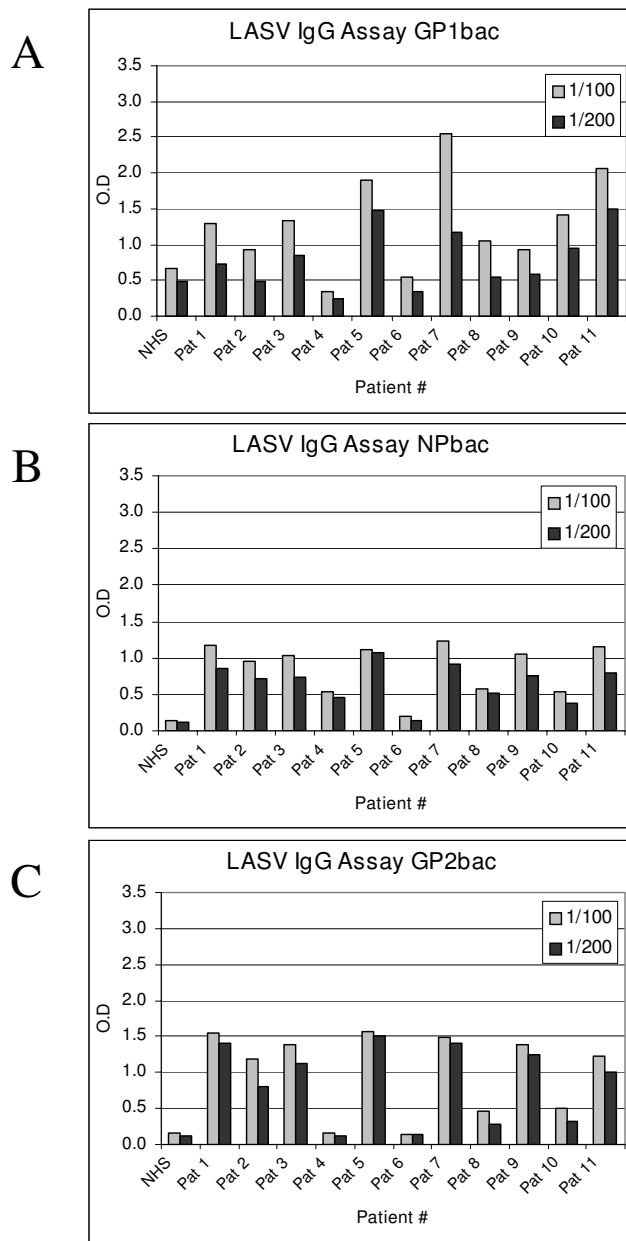 A
LASV IgG Assay GP1bac
3.5
3.0
2.5
2.0
1.5
1.0
0.5
0.0
O.D
1/100
1/200
NHS
Pat 1
Pat 2
Pat 3
Pat 4
Pat 5
Pat 6
Pat 7
Pat 8
Pat 9
Pat 10
Pat 11
Patient #
B
LASV IgG Assay NPbac
3.5
3.0
2.5
2.0
1.5
1.0
0.5
0.0
O.D
1/100
1/200
NHS
Pat 1
Pat 2
Pat 3
Pat 4
Pat 5
Pat 6
Pat 7
Pat 8
Pat 9
Pat 10
Pat 11
Patient #
C
LASV IgG Assay GP2bac
3.5
3.0
2.5
2.0
1.5
1.0
0.5
0.0
O.D
1/100
1/200
NHS
Pat 1
Pat 2
Pat 3
Pat 4
Pat 5
Pat 6
Pat 7
Pat 8
Pat 9
Pat 10
Pat 11
Patient #